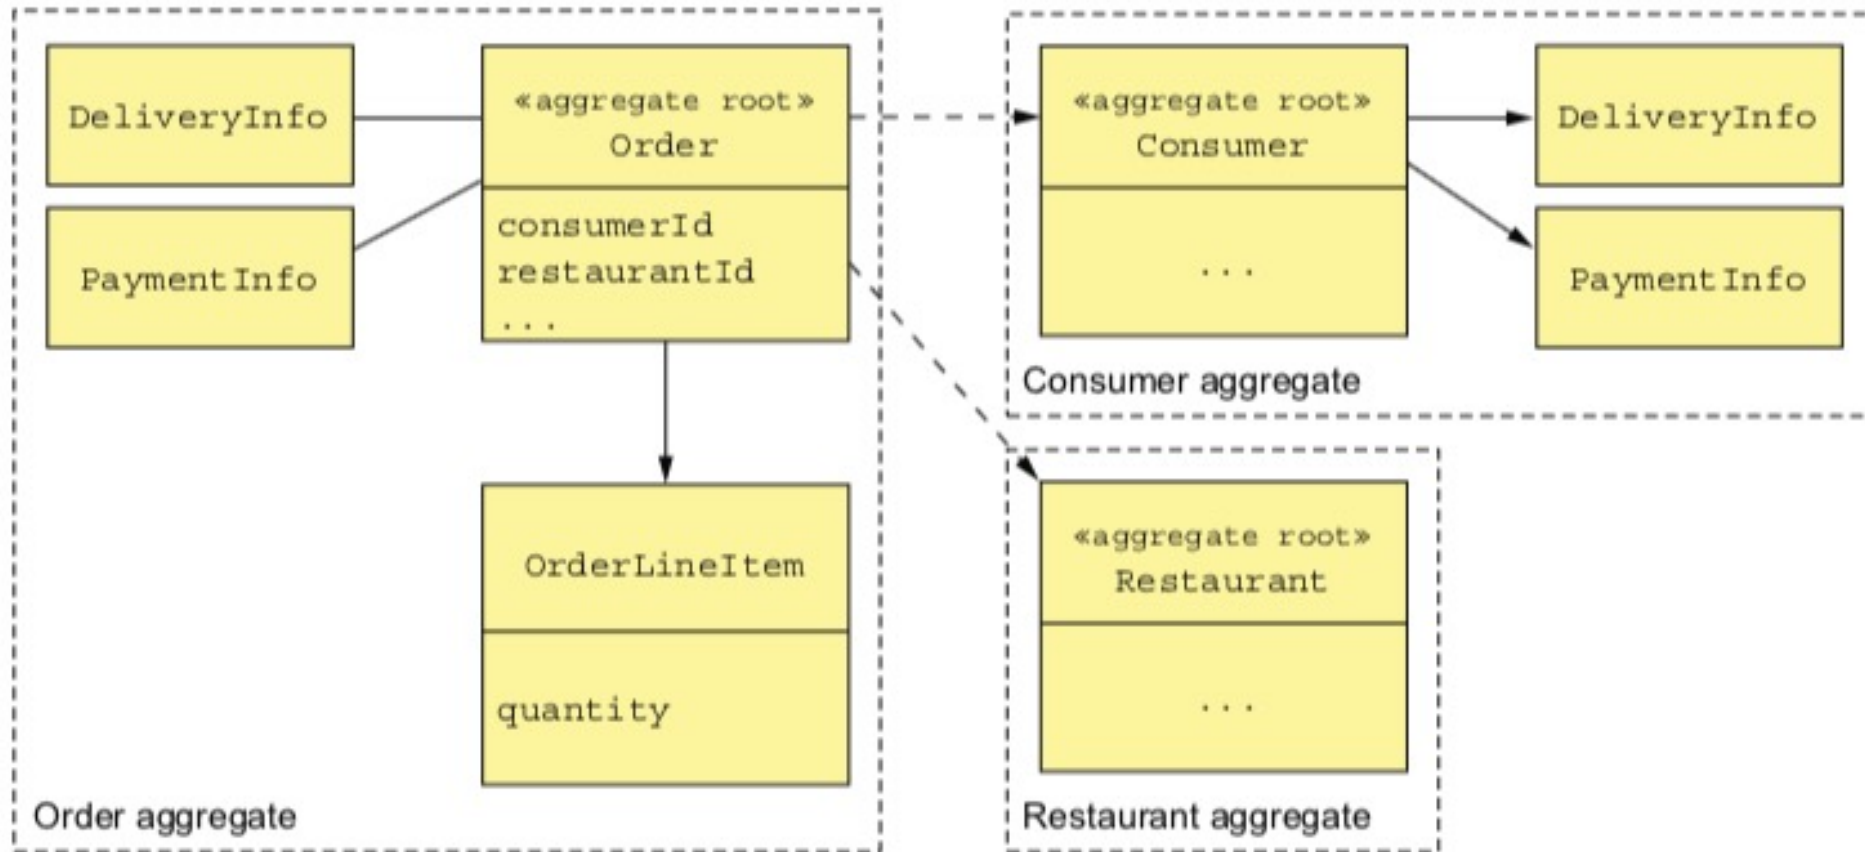 DeliveryInfo
PaymentInfo
«aggregate root»
Order
consumerId
restaurantId
...
OrderLineItem
quantity
Order aggregate
«aggregate root»
Consumer
...
DeliveryInfo
PaymentInfo
Consumer aggregate
«aggregate root»
Restaurant
...
Restaurant aggregate